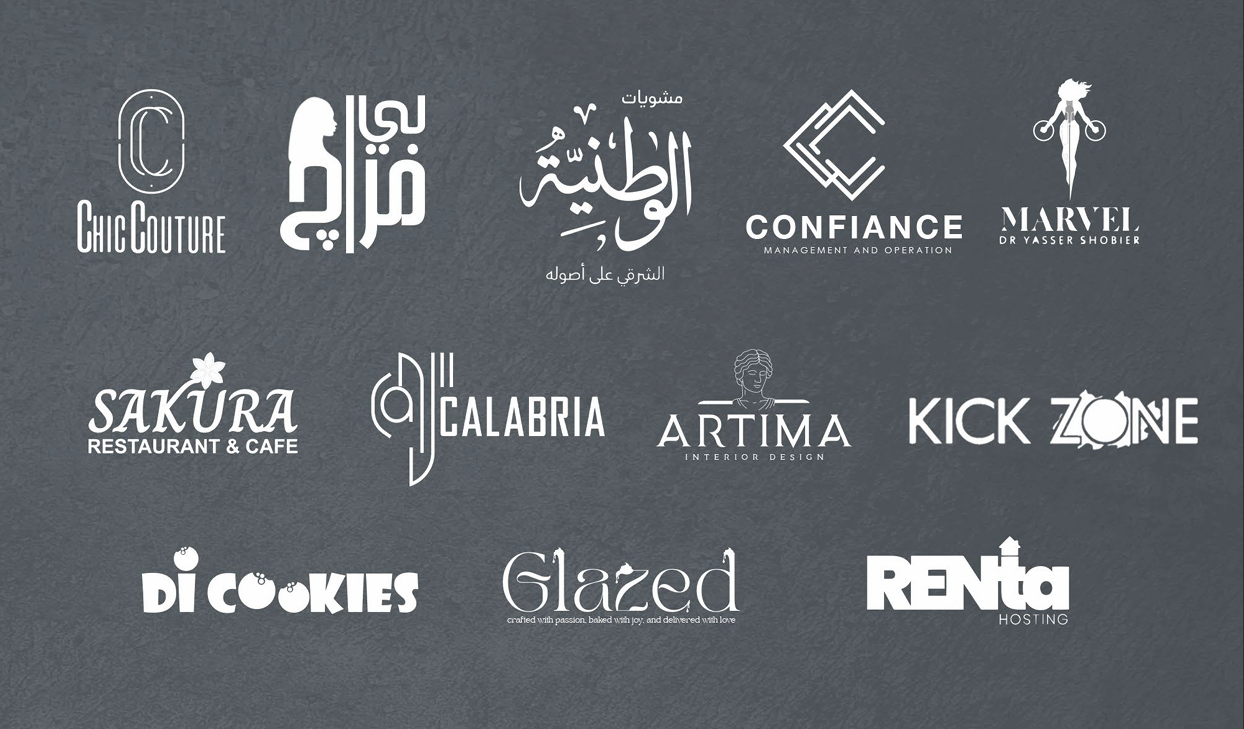 CHIC COUTURE
بي
مزاج
مشويات
الوطنية
الشرقي على أصوله
CONFIANCE
MANAGEMENT AND OPERATION
MARVEL
DR YASSER SHOBIER
SAKURA
RESTAURANT & CAFE
CALABRIA
ARTIMA
INTERIOR DESIGN
KICK ZONE
Di COOKIES
Glazed
crafted with passion, baked with joy, and delivered with love
RENta
HOSTING